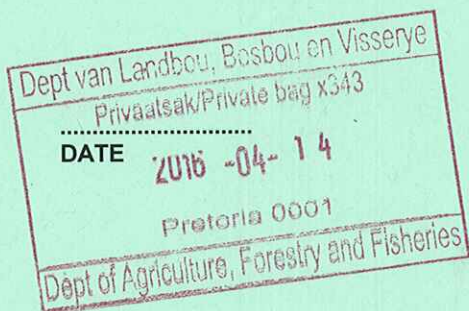 Dept van Landbou, Bosbou en Visserye
Privaatsak/Private bag x343
..............................
DATE
2016 -04- 14
Pretoria 0001
Dept of Agriculture, Forestry and Fisheries